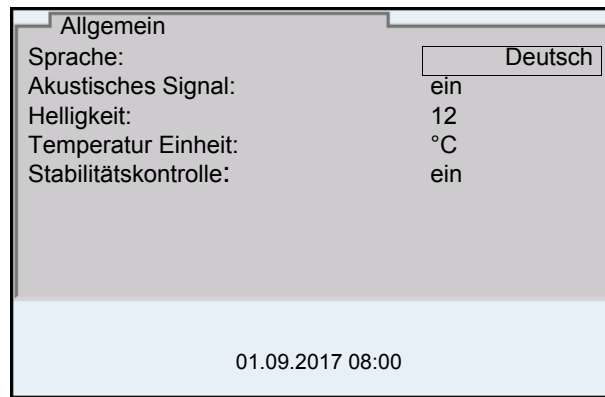 Allgemein
Sprache: Deutsch
Akustisches Signal: ein
Helligkeit: 12
Temperatur Einheit: °C
Stabilitätskontrolle: ein
01.09.2017 08:00